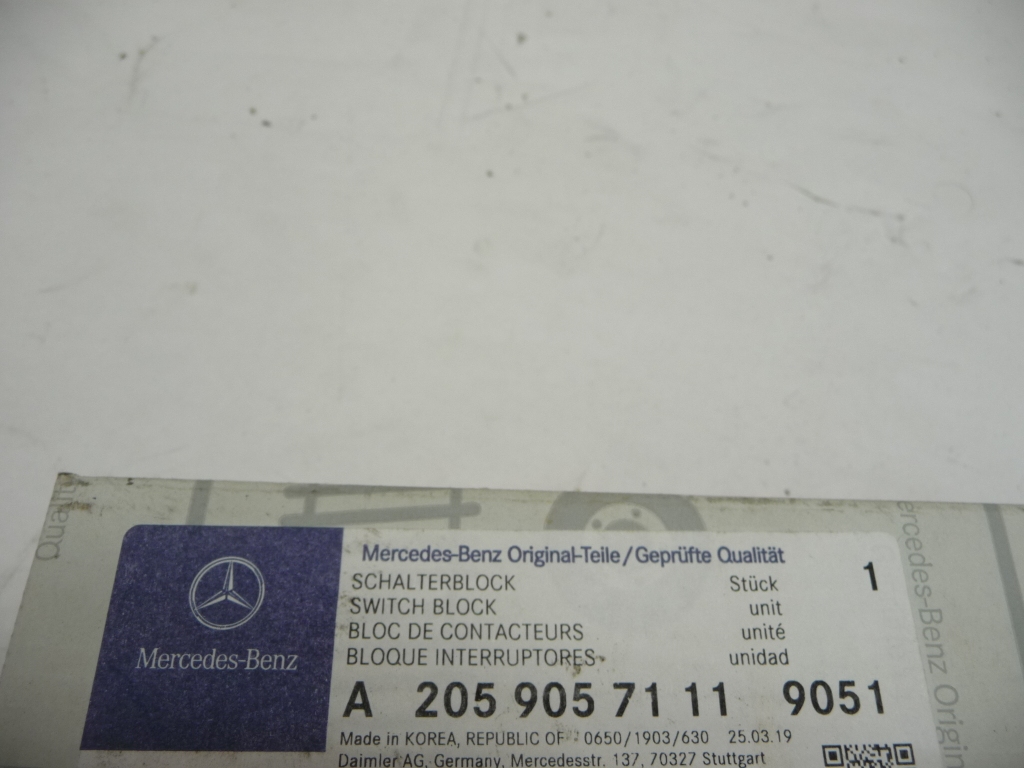 Mercedes-Benz Original-Teile/Geprüfte Qualität
SCHALTERBLOCK Stück 1
SWITCH BLOCK unit
BLOC DE CONTACTEURS unité
BLOQUE INTERRUPTORES unidad
A 205 905 71 11 9051
Made in KOREA, REPUBLIC OF 0650/1903/630 25.03.19
Daimler AG, Germany, Mercedesstr. 137, 70327 Stuttgart
Mercedes-Benz
ercedes-Benz Origin